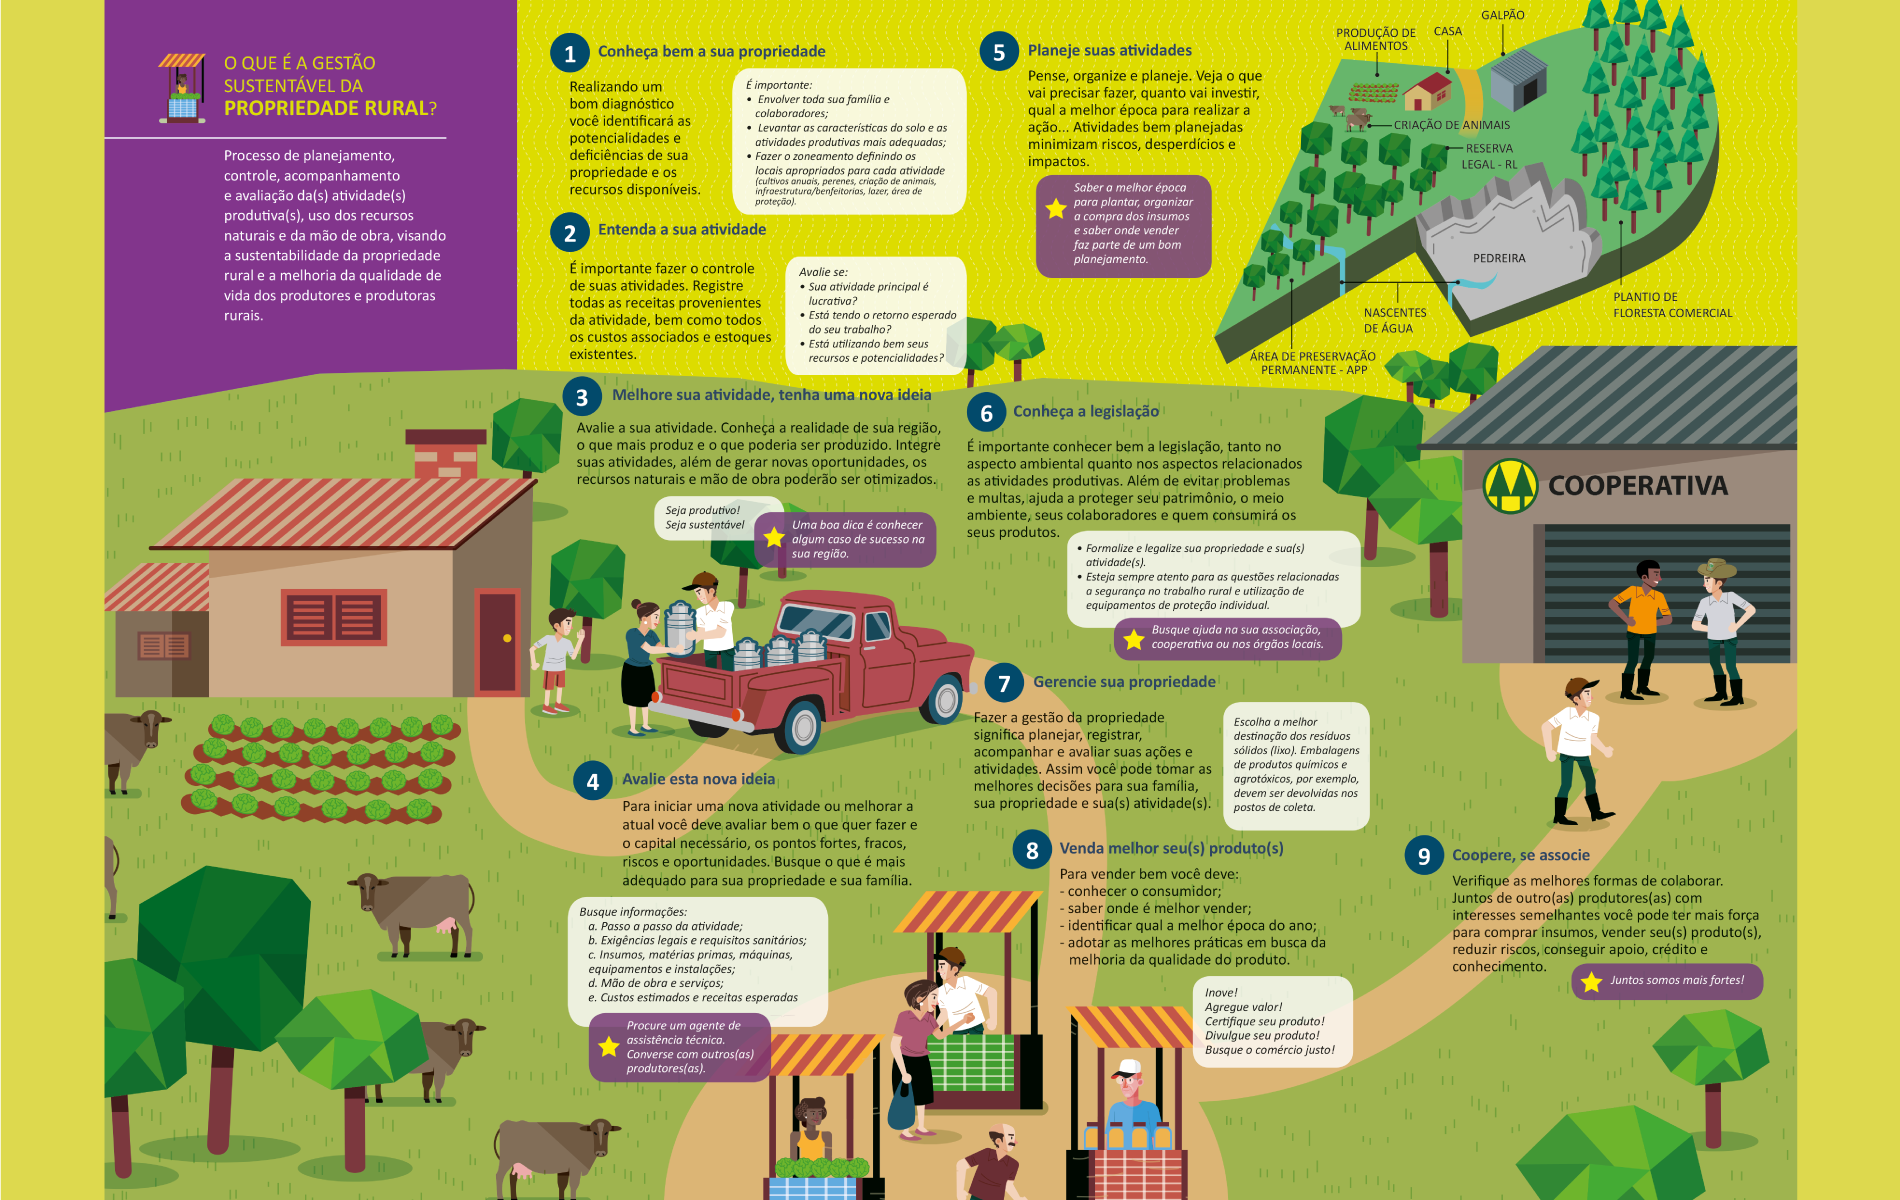 O QUE É A GESTÃO
SUSTENTÁVEL DA
PROPRIEDADE RURAL?
Processo de planejamento,
controle, acompanhamento
e avaliação da(s) atividade(s)
produtiva(s), uso dos recursos
naturais e da mão de obra, visando
a sustentabilidade da propriedade
rural e a melhoria da qualidade de
vida dos produtores e produtoras
rurais.
1 Conheça bem a sua propriedade
Realizando um
bom diagnóstico
você identificará as
potencialidades e
deficiências de sua
propriedade e os
recursos disponíveis.
É importante:
• Envolver toda sua família e
colaboradores;
• Levantar as características do solo e as
atividades produtivas mais adequadas;
• Fazer o zoneamento definindo os
locais apropriados para cada atividade
(cultivos anuais, perenes, criação de animais,
infraestrutura/benfeitorias, lazer, área de
proteção).
2 Entenda a sua atividade
É importante fazer o controle
de suas atividades. Registre
todas as receitas provenientes
da atividade, bem como todos
os custos associados e estoques
existentes.
Avalie se:
• Sua atividade principal é
lucrativa?
• Está tendo o retorno esperado
do seu trabalho?
• Está utilizando bem seus
recursos e potencialidades?
3 Melhore sua atividade, tenha uma nova ideia
Avalie a sua atividade. Conheça a realidade de sua região,
o que mais produz e o que poderia ser produzido. Integre
suas atividades, além de gerar novas oportunidades, os
recursos naturais e mão de obra poderão ser otimizados.
Seja produtivo!
Seja sustentável
Uma boa dica é conhecer
algum caso de sucesso na
sua região.
4 Avalie esta nova ideia
Para iniciar uma nova atividade ou melhorar a
atual você deve avaliar bem o que quer fazer e
o capital necessário, os pontos fortes, fracos,
riscos e oportunidades. Busque o que é mais
adequado para sua propriedade e sua família.
Busque informações:
a. Passo a passo da atividade;
b. Exigências legais e requisitos sanitários;
c. Insumos, matérias primas, máquinas,
equipamentos e instalações;
d. Mão de obra e serviços;
e. Custos estimados e receitas esperadas
Procure um agente de
assistência técnica.
Converse com outros(as)
produtores(as).
5 Planeje suas atividades
Pense, organize e planeje. Veja o que
vai precisar fazer, quanto vai investir,
qual a melhor época para realizar a
ação... Atividades bem planejadas
minimizam riscos, desperdícios e
impactos.
Saber a melhor época
para plantar, organizar
a compra dos insumos
e saber onde vender
faz parte de um bom
planejamento.
PRODUÇÃO DE
ALIMENTOS
CASA
GALPÃO
CRIAÇÃO DE ANIMAIS
RESERVA
LEGAL - RL
PEDREIRA
NASCENTES
DE ÁGUA
PLANTIO DE
FLORESTA COMERCIAL
ÁREA DE PRESERVAÇÃO
PERMANENTE - APP
6 Conheça a legislação
É importante conhecer bem a legislação, tanto no
aspecto ambiental quanto nos aspectos relacionados
as atividades produtivas. Além de evitar problemas
e multas, ajuda a proteger seu patrimônio, o meio
ambiente, seus colaboradores e quem consumirá os
seus produtos.
• Formalize e legalize sua propriedade e sua(s)
atividade(s).
• Esteja sempre atento para as questões relacionadas
a segurança no trabalho rural e utilização de
equipamentos de proteção individual.
Busque ajuda na sua associação,
cooperativa ou nos órgãos locais.
COOPERATIVA
7 Gerencie sua propriedade
Fazer a gestão da propriedade
significa planejar, registrar,
acompanhar e avaliar suas ações e
atividades. Assim você pode tomar as
melhores decisões para sua família,
sua propriedade e sua(s) atividade(s).
Escolha a melhor
destinação dos resíduos
sólidos (lixo). Embalagens
de produtos químicos e
agrotóxicos, por exemplo,
devem ser devolvidas nos
postos de coleta.
8 Venda melhor seu(s) produto(s)
Para vender bem você deve:
- conhecer o consumidor;
- saber onde é melhor vender;
- identificar qual a melhor época do ano;
- adotar as melhores práticas em busca da
melhoria da qualidade do produto.
Inove!
Agregue valor!
Certifique seu produto!
Divulgue seu produto!
Busque o comércio justo!
9 Coopere, se associe
Verifique as melhores formas de colaborar.
Juntos de outro(as) produtores(as) com
interesses semelhantes você pode ter mais força
para comprar insumos, vender seu(s) produto(s),
reduzir riscos, conseguir apoio, crédito e
conhecimento.
Juntos somos mais fortes!